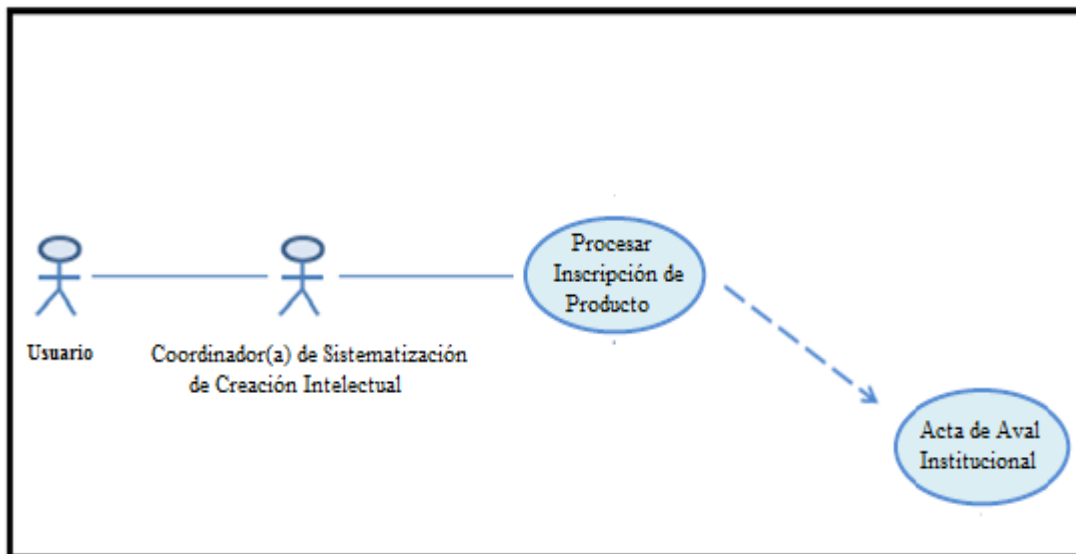 Procesar
Inscripción de
Producto
Usuario
Coordinador(a) de Sistematización
de Creación Intelectual
Acta de Aval
Institucional